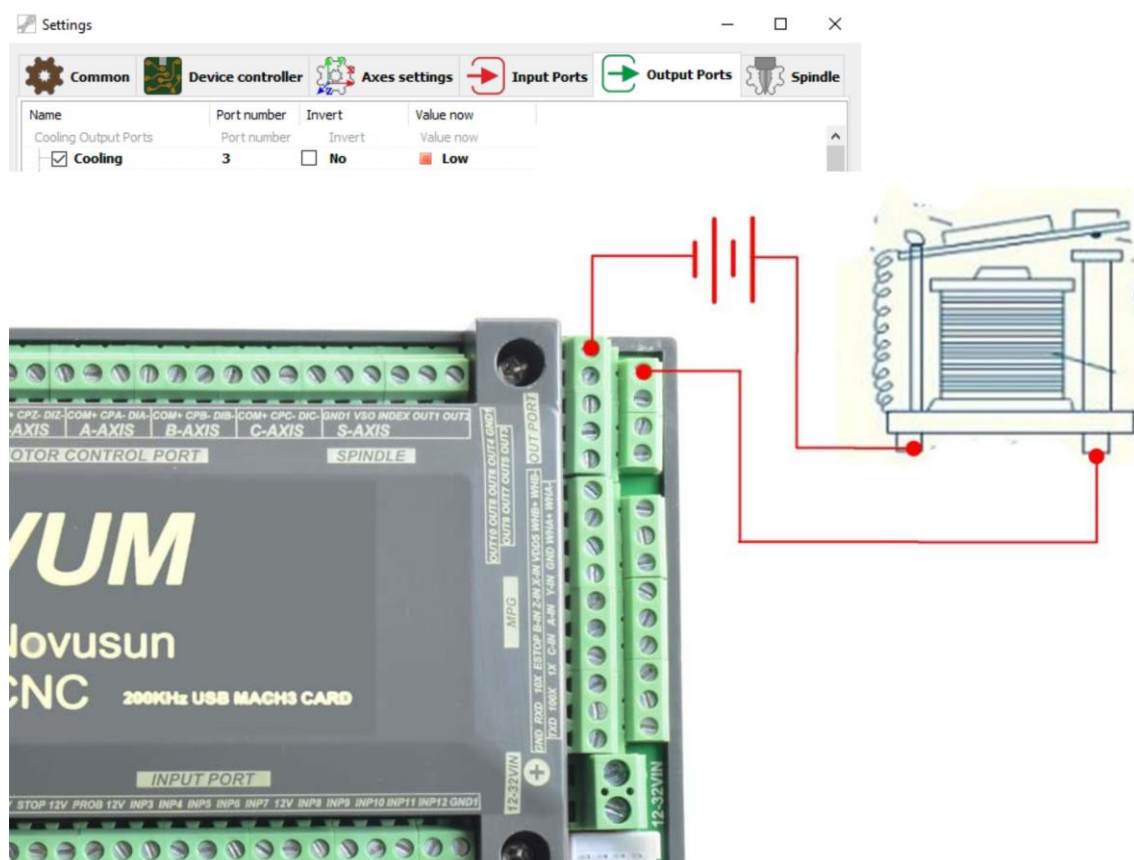 Settings
Common Device controller Axes settings Input Ports Output Ports Spindle
Name Port number Invert Value now
Cooling Output Ports Port number Invert Value now
Cooling 3 No Low
+ CPZ- DIZ- COM+ CPA- DIA- COM+ CPB- DIB- COM+ CPC- DIC- GND1 VSO INDEX OUT1 OUT2
-AXIS A-AXIS B-AXIS C-AXIS S-AXIS
OTOR CONTROL PORT SPINDLE
OUT PORT
OUT10 OUT8 OUT6 OUT4 GND1
OUT9 OUT7 OUT5 OUT3
VUM
Novusun
CNC 200KHz USB MACH3 CARD
MPG
GND RXD 10X ESTOP B-IN Z-IN X-IN VDD5 WHB+ WHB-
TXD 100X 1X C-IN A-IN Y-IN GND WHA+ WHA-
12-32VIN
12-32VIN
INPUT PORT
STOP 12V PROB 12V INP3 INP4 INP5 INP6 INP7 12V INP8 INP9 INP10 INP11 INP12 GND1